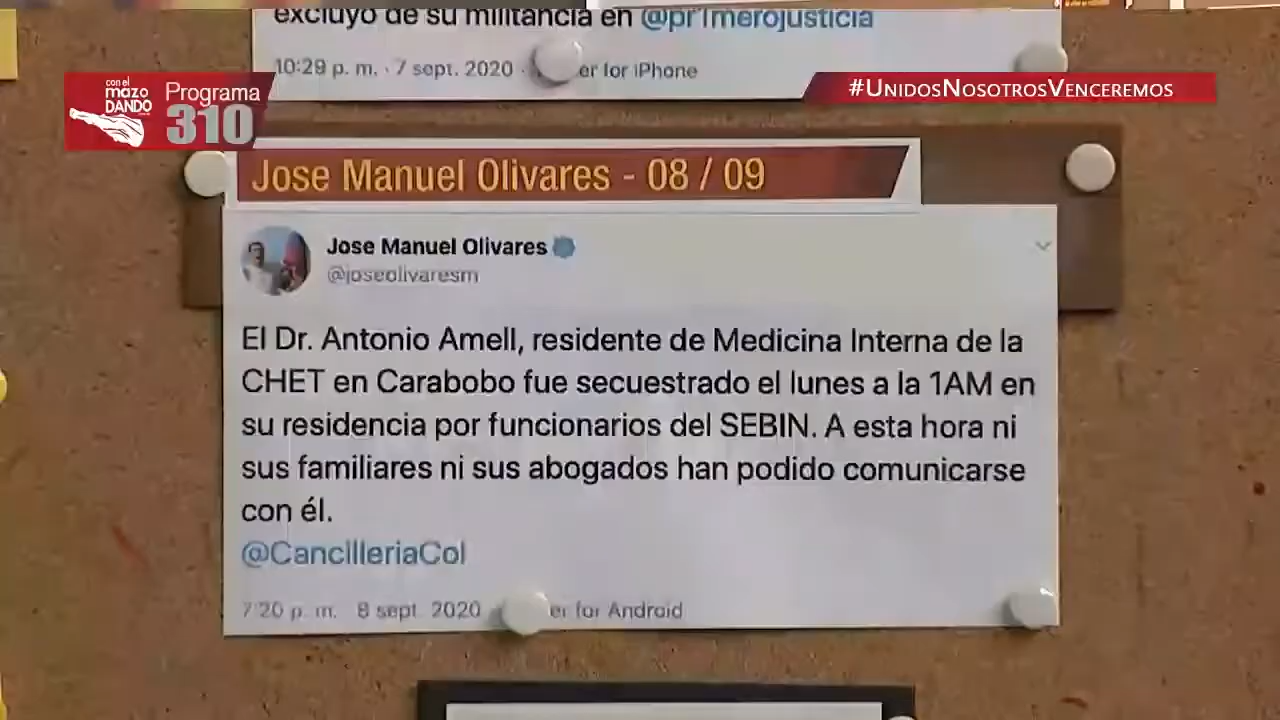 excluyó de su militancia en @pr1merojusticia
10:29 p. m. · 7 sept. 2020 · er for iPhone
con el
mazo
DANDO
Programa
310
#UnidosNosotrosVenceremos
Jose Manuel Olivares - 08 / 09
Jose Manuel Olivares
@joseolivaresm
El Dr. Antonio Amell, residente de Medicina Interna de la
CHET en Carabobo fue secuestrado el lunes a la 1AM en
su residencia por funcionarios del SEBIN. A esta hora ni
sus familiares ni sus abogados han podido comunicarse
con él.
@CancilleriaCol
7:20 p. m. 8 sept. 2020 er for Android